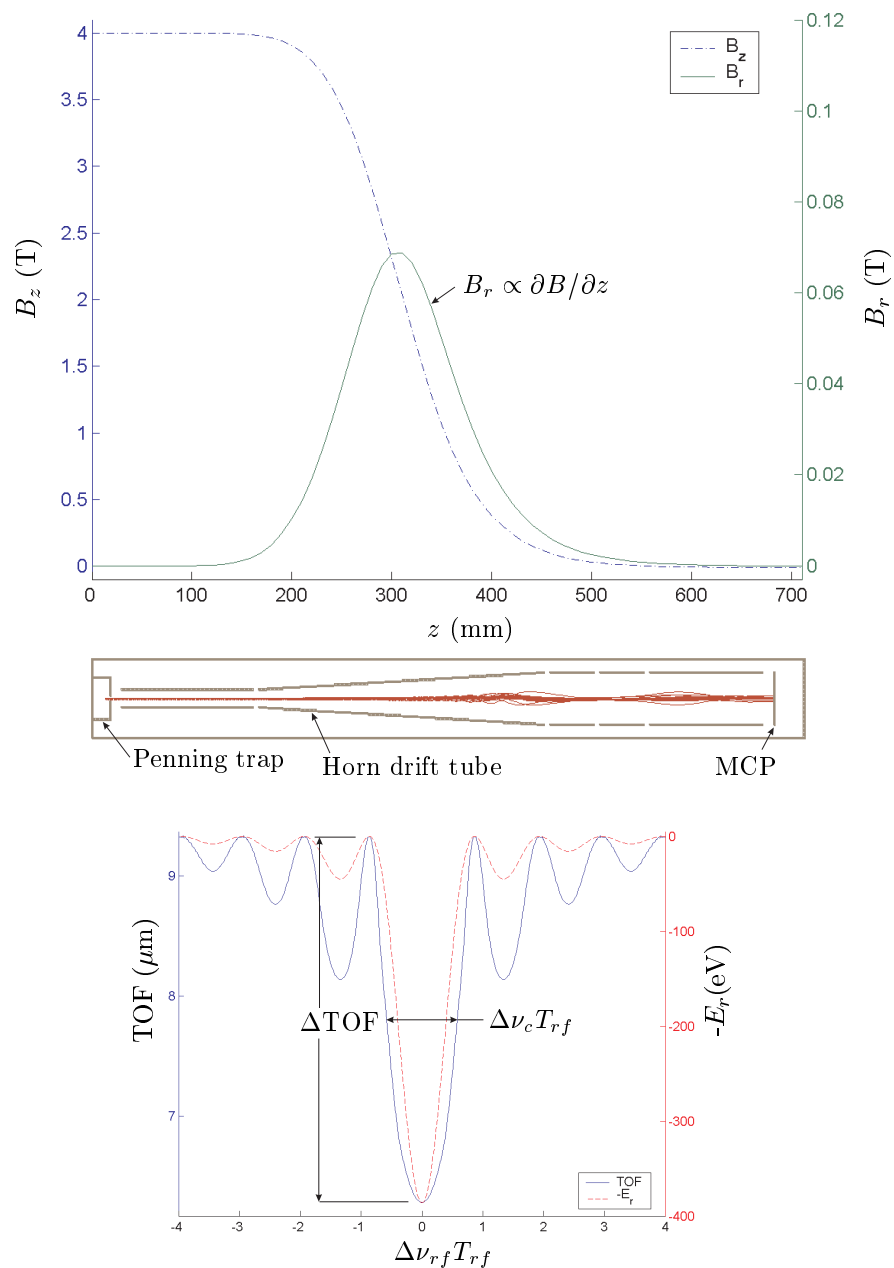 4
3.5
3
2.5
2
1.5
1
0.5
0
B_z (T)
0.12
0.1
0.08
0.06
0.04
0.02
0
B_r (T)
B_z
B_r
B_r ∝ ∂B/∂z
0 100 200 300 400 500 600 700
z (mm)
Penning trap
Horn drift tube
MCP
9
8
7
TOF (μm)
0
-100
-200
-300
-400
-E_r(eV)
ΔTOF
Δν_c T_rf
TOF
-E_r
-4 -3 -2 -1 0 1 2 3 4
Δν_rf T_rf